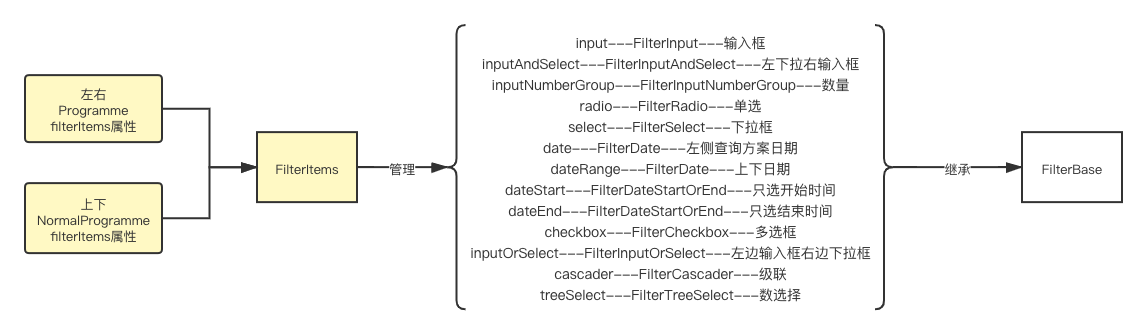 左右
Programme
filterItems属性
上下
NormalProgramme
filterItems属性
FilterItems
管理
input---FilterInput---输入框
inputAndSelect---FilterInputAndSelect---左下拉右输入框
inputNumberGroup---FilterInputNumberGroup---数量
radio---FilterRadio---单选
select---FilterSelect---下拉框
date---FilterDate---左侧查询方案日期
dateRange---FilterDate---上下日期
dateStart---FilterDateStartOrEnd---只选开始时间
dateEnd---FilterDateStartOrEnd---只选结束时间
checkbox---FilterCheckbox---多选框
inputOrSelect---FilterInputOrSelect---左边输入框右边下拉框
cascader---FilterCascader---级联
treeSelect---FilterTreeSelect---数选择
继承
FilterBase